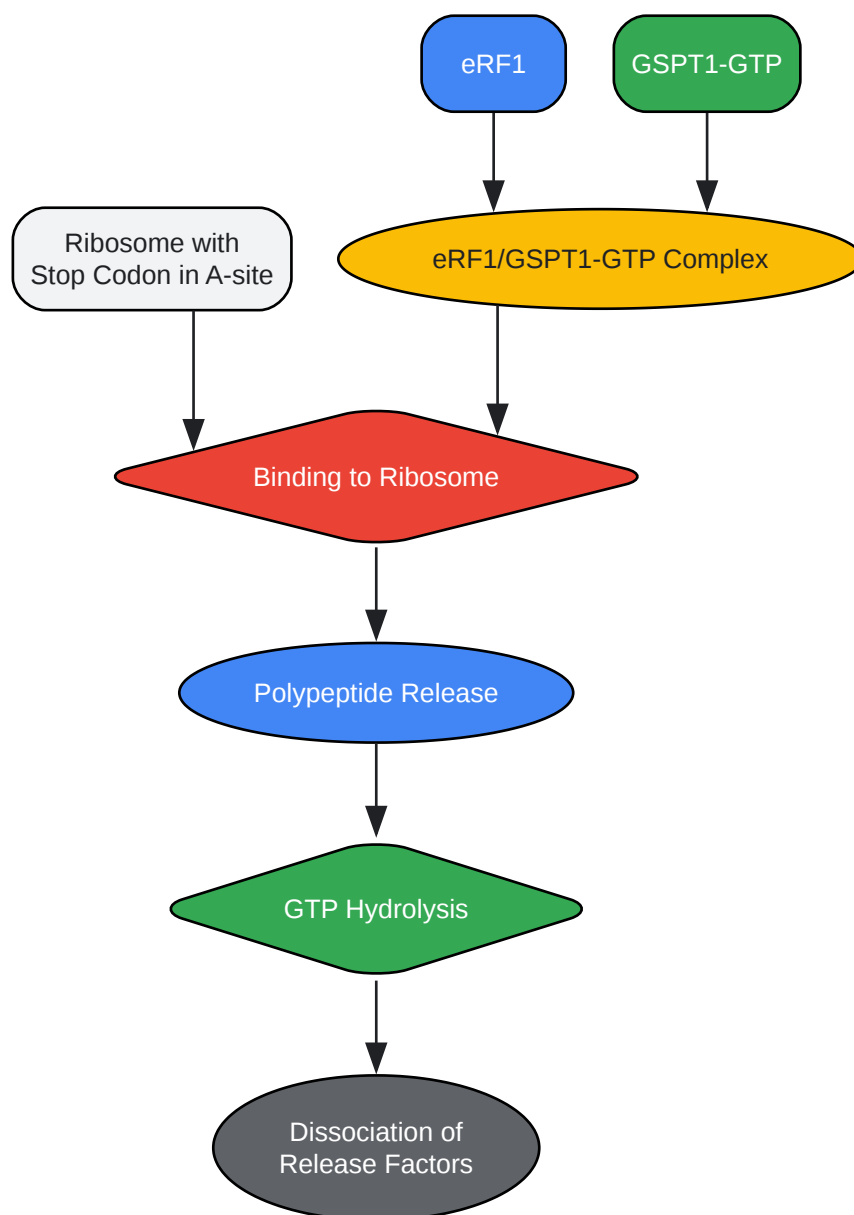 eRF1
GSPT1-GTP
Ribosome with
Stop Codon in A-site
eRF1/GSPT1-GTP Complex
Binding to Ribosome
Polypeptide Release
GTP Hydrolysis
Dissociation of
Release Factors